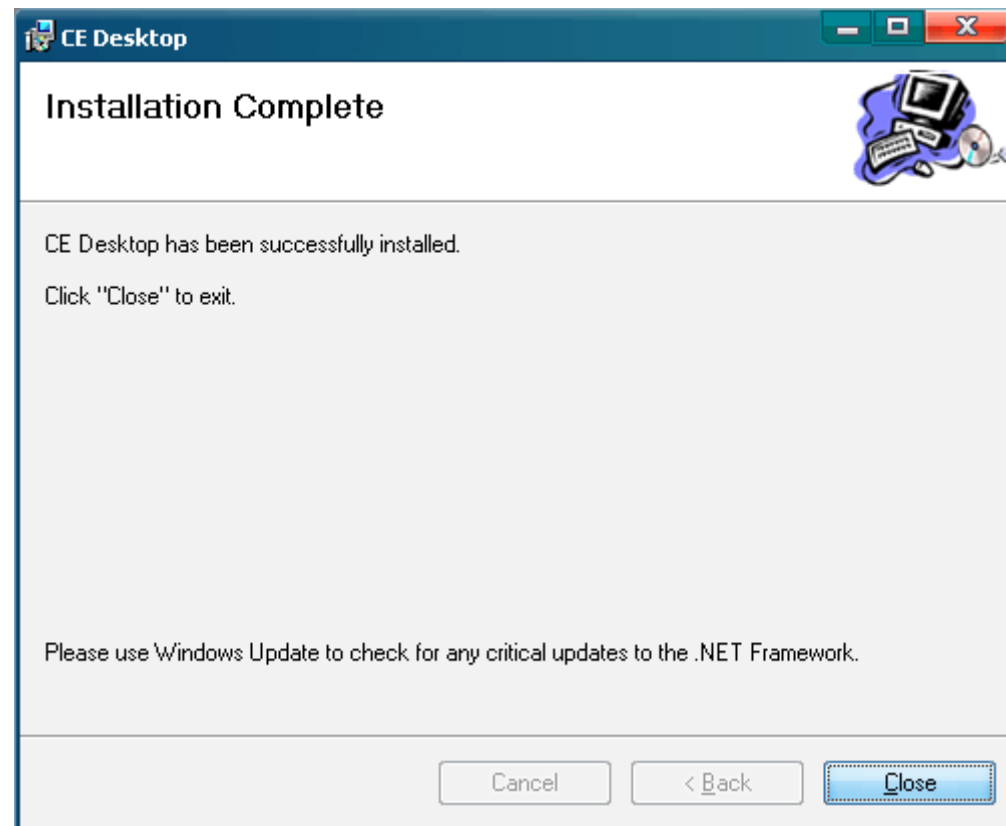 CE Desktop
Installation Complete
CE Desktop has been successfully installed.
Click "Close" to exit.
Please use Windows Update to check for any critical updates to the .NET Framework.
Cancel
< Back
Close